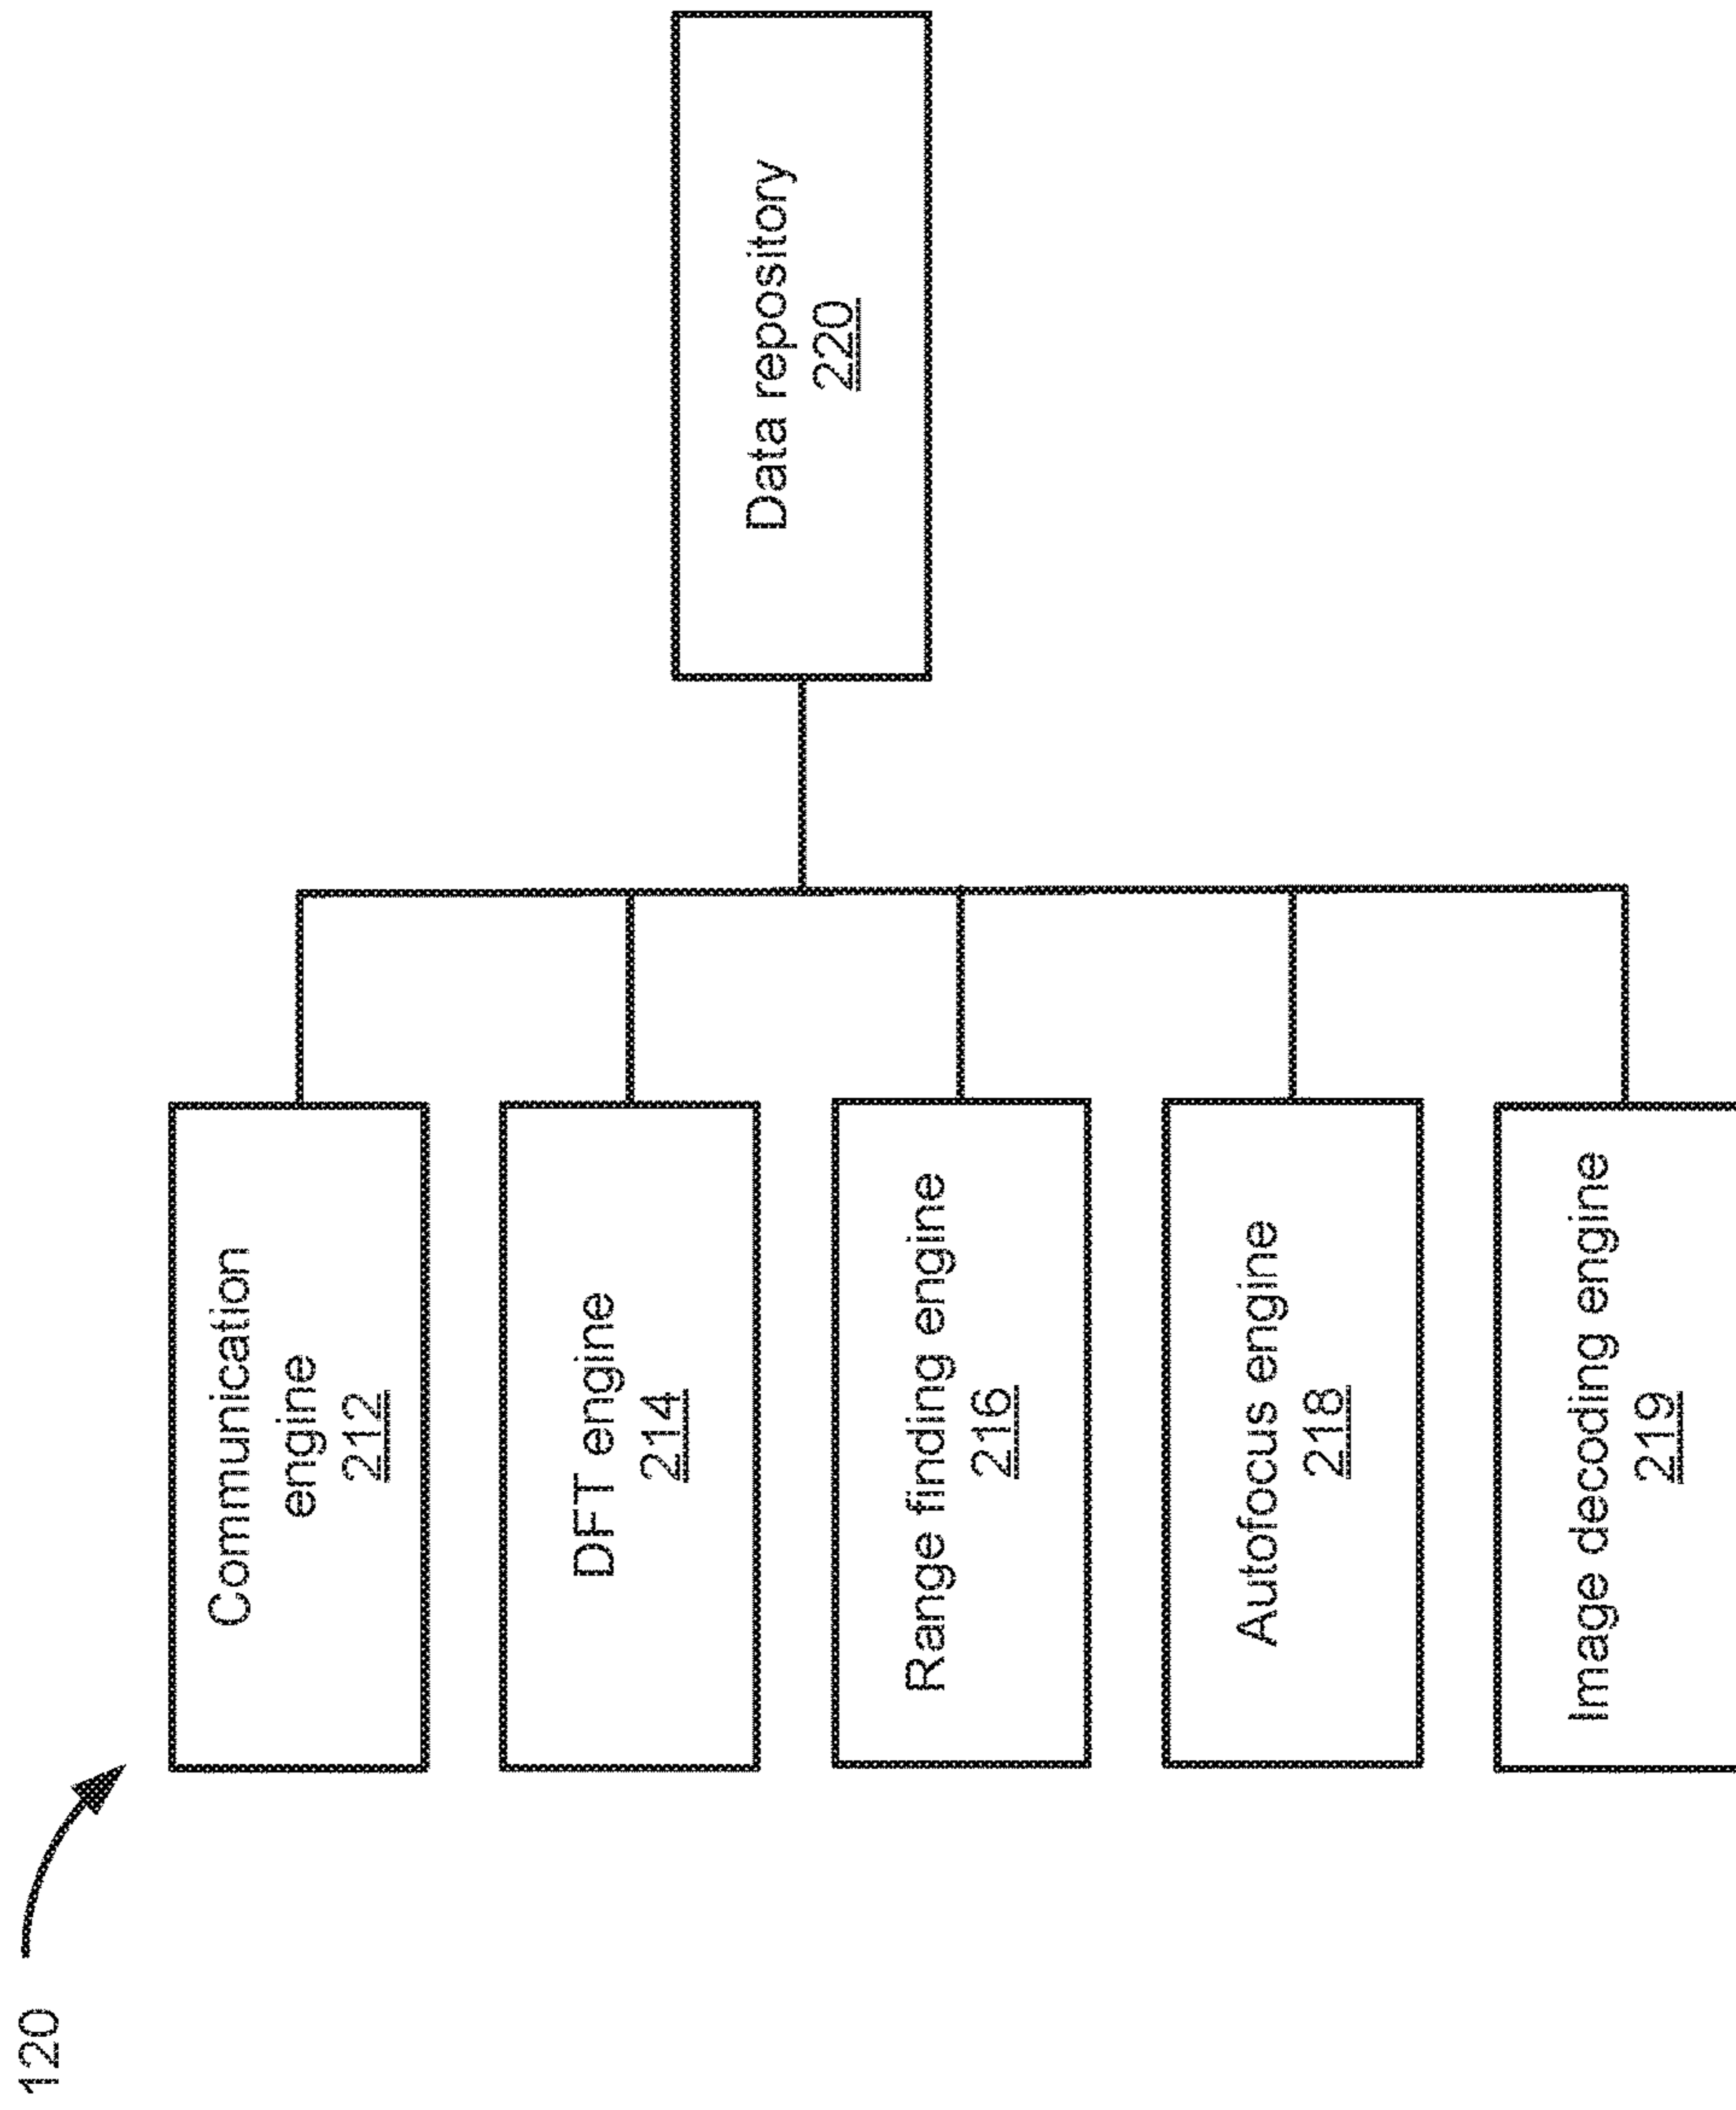 120
Communication
engine
212
DFT engine
214
Range finding engine
216
Autofocus engine
218
Image decoding engine
219
Data repository
220